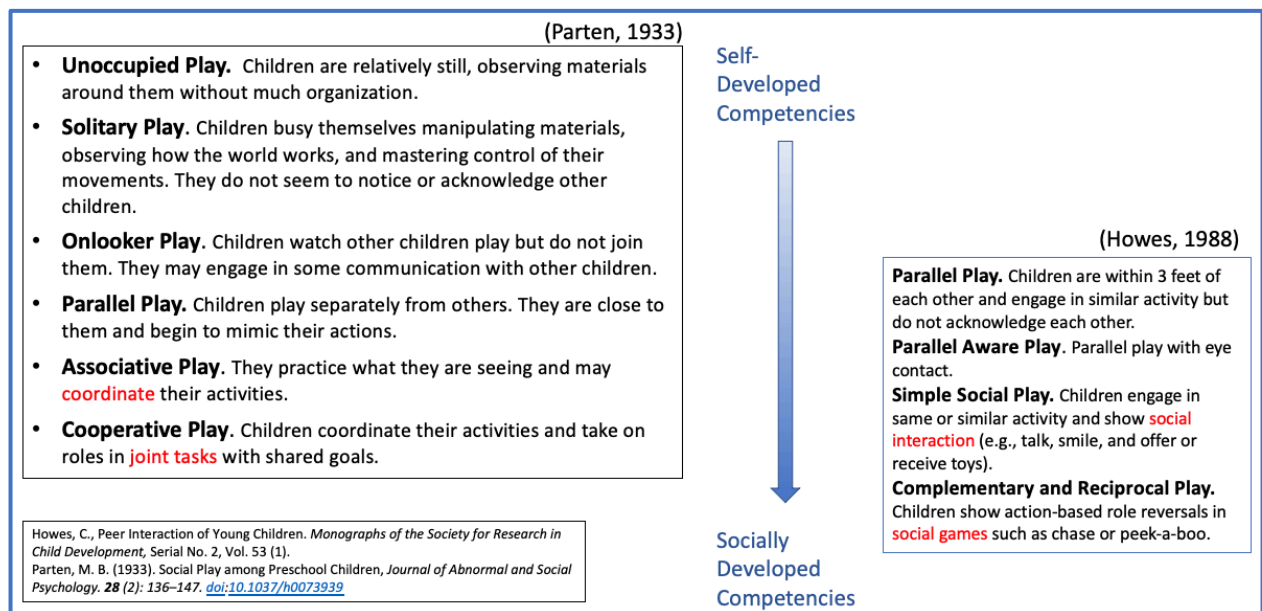 (Parten, 1933)
• Unoccupied Play. Children are relatively still, observing materials
around them without much organization.
• Solitary Play. Children busy themselves manipulating materials,
observing how the world works, and mastering control of their
movements. They do not seem to notice or acknowledge other
children.
• Onlooker Play. Children watch other children play but do not join
them. They may engage in some communication with other children.
• Parallel Play. Children play separately from others. They are close to
them and begin to mimic their actions.
• Associative Play. They practice what they are seeing and may
coordinate their activities.
• Cooperative Play. Children coordinate their activities and take on
roles in joint tasks with shared goals.
Howes, C., Peer Interaction of Young Children. Monographs of the Society for Research in
Child Development, Serial No. 2, Vol. 53 (1).
Parten, M. B. (1933). Social Play among Preschool Children, Journal of Abnormal and Social
Psychology. 28 (2): 136–147. doi:10.1037/h0073939
Self-
Developed
Competencies
Socially
Developed
Competencies
(Howes, 1988)
Parallel Play. Children are within 3 feet of
each other and engage in similar activity but
do not acknowledge each other.
Parallel Aware Play. Parallel play with eye
contact.
Simple Social Play. Children engage in
same or similar activity and show social
interaction (e.g., talk, smile, and offer or
receive toys).
Complementary and Reciprocal Play.
Children show action-based role reversals in
social games such as chase or peek-a-boo.